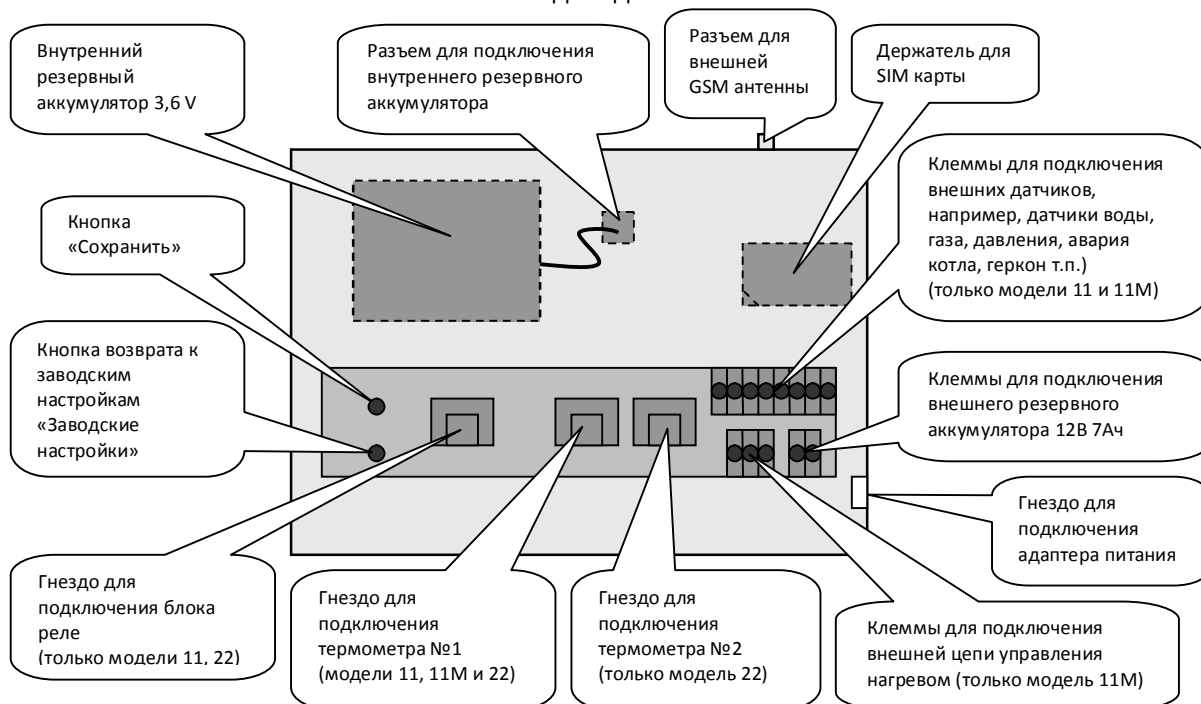 Внутренний
резервный
аккумулятор 3,6 V
Разъем для подключения
внутреннего резервного
аккумулятора
Разъем для
внешней
GSM антенны
Держатель для
SIM карты
Клеммы для подключения
внешних датчиков,
например, датчики воды,
газа, давления, авария
котла, геркон т.п.)
(только модели 11 и 11М)
Кнопка
«Сохранить»
Кнопка возврата к
заводским
настройкам
«Заводские
настройки»
Клеммы для подключения
внешнего резервного
аккумулятора 12В 7Ач
Гнездо для
подключения
адаптера питания
Гнездо для
подключения блока
реле
(только модели 11, 22)
Гнездо для
подключения
термометра №1
(модели 11, 11М и 22)
Гнездо для
подключения
термометра №2
(только модель 22)
Клеммы для подключения
внешней цепи управления
нагревом (только модель 11М)